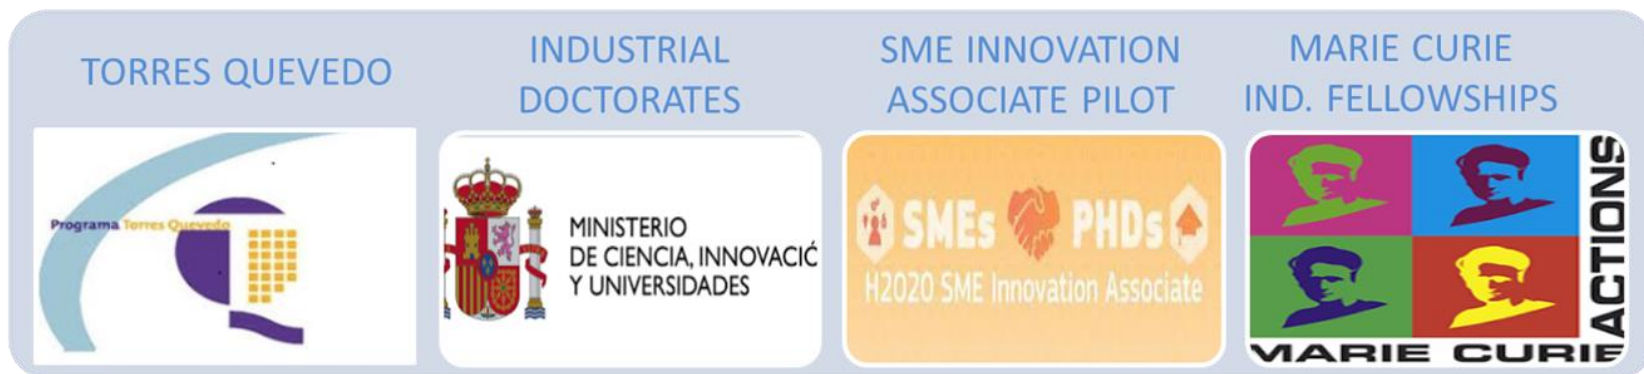 TORRES QUEVEDO
INDUSTRIAL
DOCTORATES
SME INNOVATION
ASSOCIATE PILOT
MARIE CURIE
IND. FELLOWSHIPS
Programa Torres Quevedo
MINISTERIO
DE CIENCIA, INNOVACIÓ
Y UNIVERSIDADES
SMEs PHDs
H2020 SME Innovation Associate
MARIE CURIE
ACTIONS